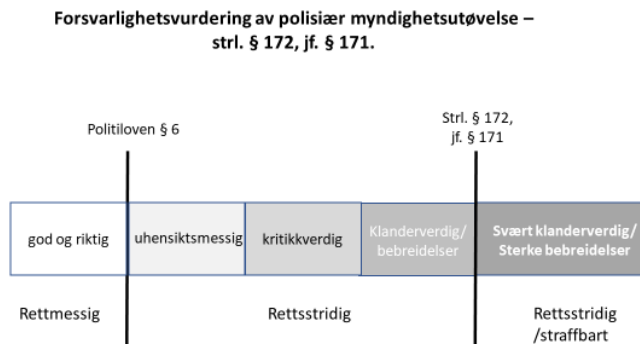 Forsvarlighetsvurdering av polisiær myndighetsutøvelse –
strl. § 172, jf. § 171.
Politiloven § 6
Strl. § 172,
jf. § 171
god og riktig
uhensiktsmessig
kritikkverdig
Klanderverdig/
bebreidelser
Svært klanderverdig/
Sterke bebreidelser
Rettmessig
Rettsstridig
Rettsstridig
/straffbart